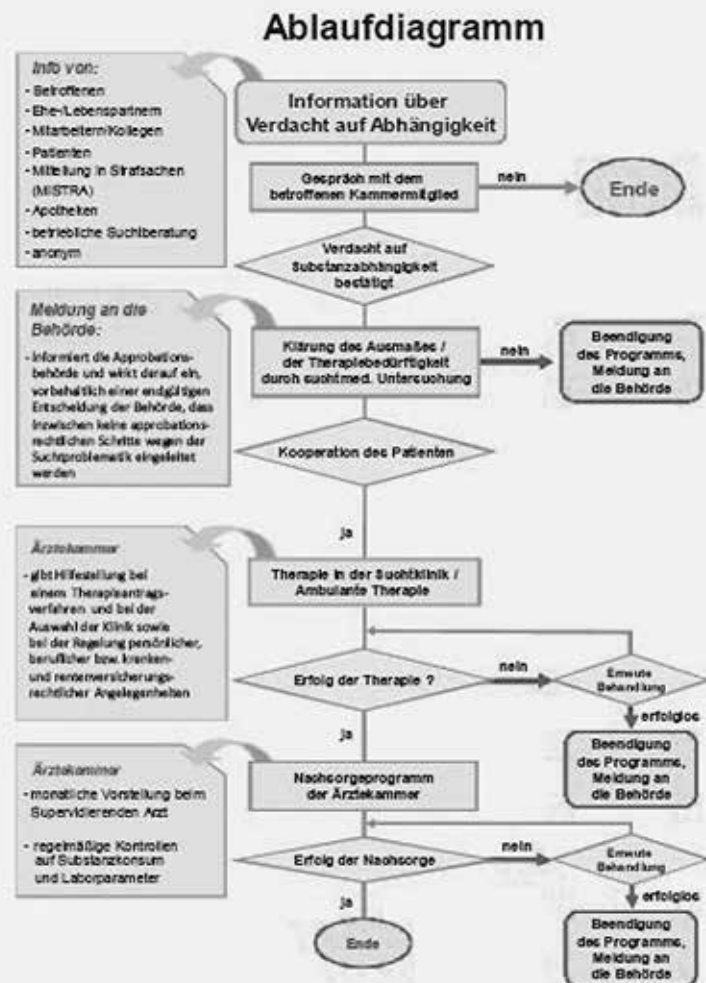 Ablaufdiagramm
Info von:
- Betroffenen
- Ehe-/Lebenspartnern
- Mitarbeitern/Kollegen
- Patienten
- Mitteilung in Strafsachen
(MISTRA)
- Apotheken
- betriebliche Suchtberatung
- anonym
Information über
Verdacht auf Abhängigkeit
Gespräch mit dem
betroffenen Kammermitglied
nein
Ende
Verdacht auf
Substanzabhängigkeit
bestätigt
Meldung an die
Behörde:
- informiert die Approbations-
behörde und wirkt darauf ein,
vorbehaltlich einer endgültigen
Entscheidung der Behörde, dass
inzwischen keine approbations-
rechtlichen Schritte wegen der
Suchtproblematik eingeleitet
werden
Klärung des Ausmaßes /
der Therapiebedürftigkeit
durch suchtmed. Untersuchung
nein
Beendigung
des Programms,
Meldung an
die Behörde
Kooperation des Patienten
ja
Ärztekammer
- gibt Hilfestellung bei
einem Therapieantrags-
verfahren und bei der
Auswahl der Klinik sowie
bei der Regelung persönlicher,
beruflicher bzw. kranken-
und rentenversicherungs-
rechtlicher Angelegenheiten
Therapie in der Suchtklinik /
Ambulante Therapie
Erfolg der Therapie ?
nein
Erneute
Behandlung
erfolglos
Beendigung
des Programms,
Meldung an
die Behörde
ja
Ärztekammer
- monatliche Vorstellung beim
Supervidierenden Arzt
- regelmäßige Kontrollen
auf Substanzkonsum
und Laborparameter
Nachsorgeprogramm
der Ärztekammer
Erfolg der Nachsorge
nein
Erneute
Behandlung
erfolglos
Beendigung
des Programms,
Meldung an
die Behörde
ja
Ende